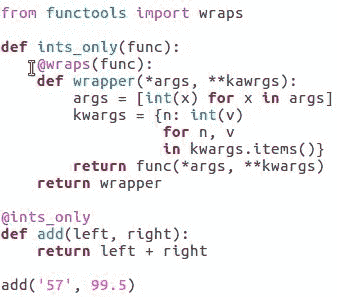 from functools import wraps
def ints_only(func):
    @wraps(func):
    def wrapper(*args, **kawrgs):
        args = [int(x) for x in args]
        kwargs = {n: int(v)
                  for n, v
                  in kwargs.items()}
        return func(*args, **kwargs)
    return wrapper
@ints_only
def add(left, right):
    return left + right
add('57', 99.5)